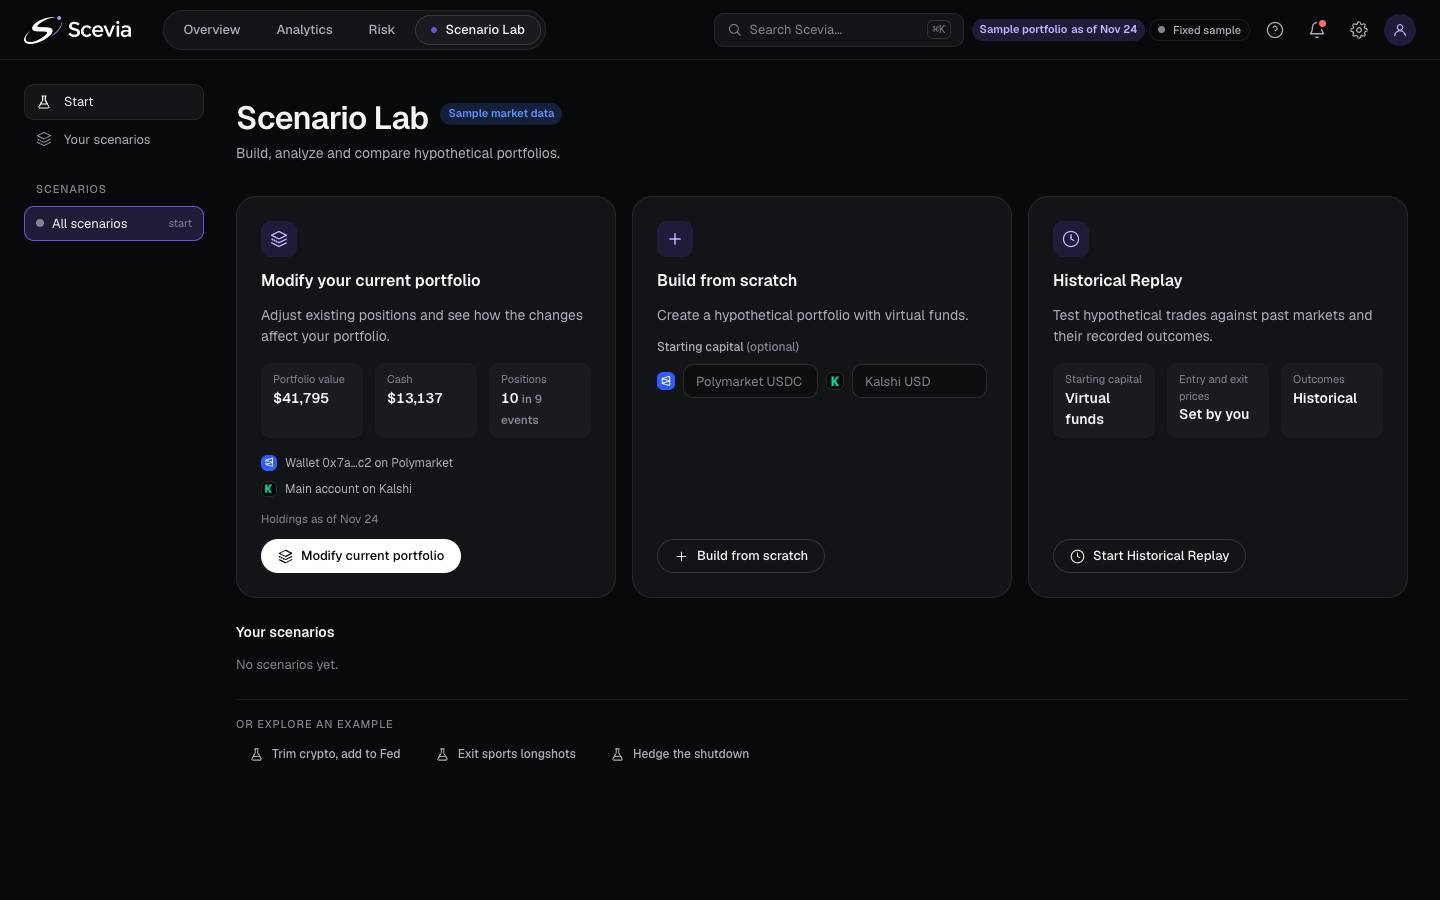 Scevia
Overview
Analytics
Risk
Scenario Lab
Search Scevia...
⌘K
Sample portfolio as of Nov 24
Fixed sample
Start
Your scenarios
SCENARIOS
All scenarios
start
Scenario Lab
Sample market data
Build, analyze and compare hypothetical portfolios.
Modify your current portfolio
Adjust existing positions and see how the changes
affect your portfolio.
Portfolio value
$41,795
Cash
$13,137
Positions
10 in 9
events
Wallet 0x7a...c2 on Polymarket
K
Main account on Kalshi
Holdings as of Nov 24
Modify current portfolio
Build from scratch
Create a hypothetical portfolio with virtual funds.
Starting capital (optional)
Polymarket USDC
K
Kalshi USD
Build from scratch
Historical Replay
Test hypothetical trades against past markets and
their recorded outcomes.
Starting capital
Virtual
funds
Entry and exit
prices
Set by you
Outcomes
Historical
Start Historical Replay
Your scenarios
No scenarios yet.
OR EXPLORE AN EXAMPLE
Trim crypto, add to Fed
Exit sports longshots
Hedge the shutdown